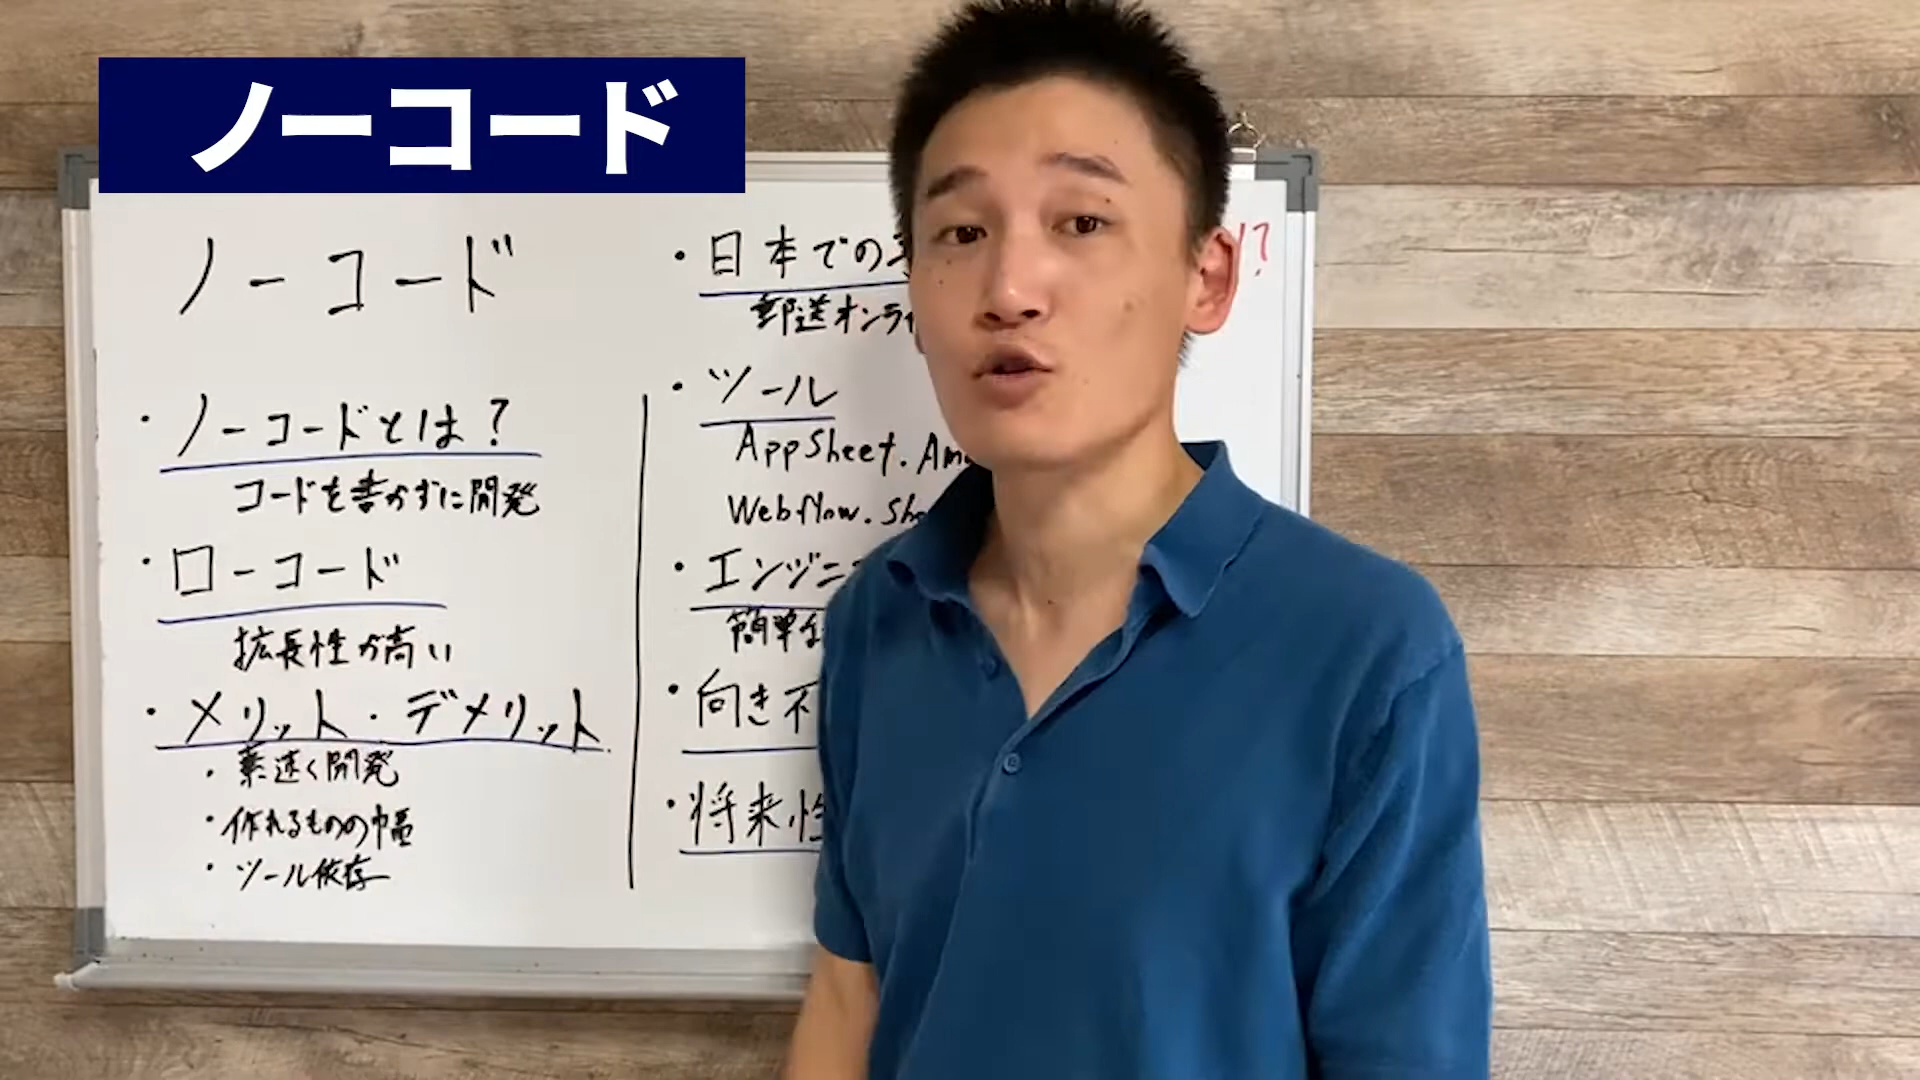 ノーコード
ノーコード
・ノーコードとは？
コードを書かずに開発
・ローコード
拡張性が高い
・メリット・デメリット
・素速く開発
・作れるものの幅
・ツール依存
・日本での
郵送オンライ
・ツール
AppSheet. Am
Webflow. Sh
・エンジニ
簡単な
・向き不
・将来性
?